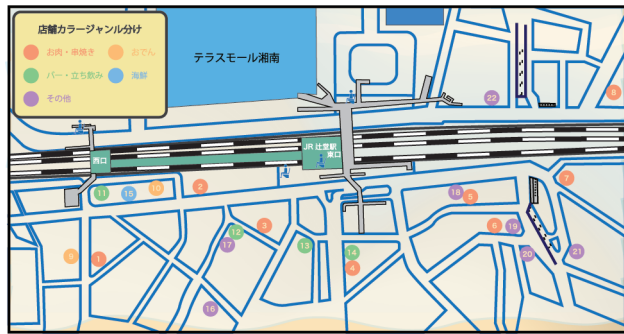 店舗カラージャンル分け
お肉・串焼き
おでん
バー・立ち飲み
海鮮
その他
テラスモール湘南
22
8
JR 辻堂駅
東口
西口
7
11
15
10
2
18
5
12
3
17
13
14
6
19
9
1
4
20
21
16